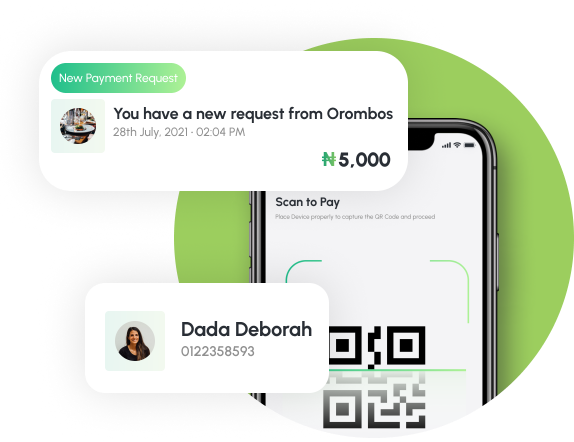 New Payment Request
You have a new request from Orombos
28th July, 2021 - 02:04 PM
₦5,000
Scan to Pay
Place Device properly to capture the QR Code and proceed
Dada Deborah
0122358593